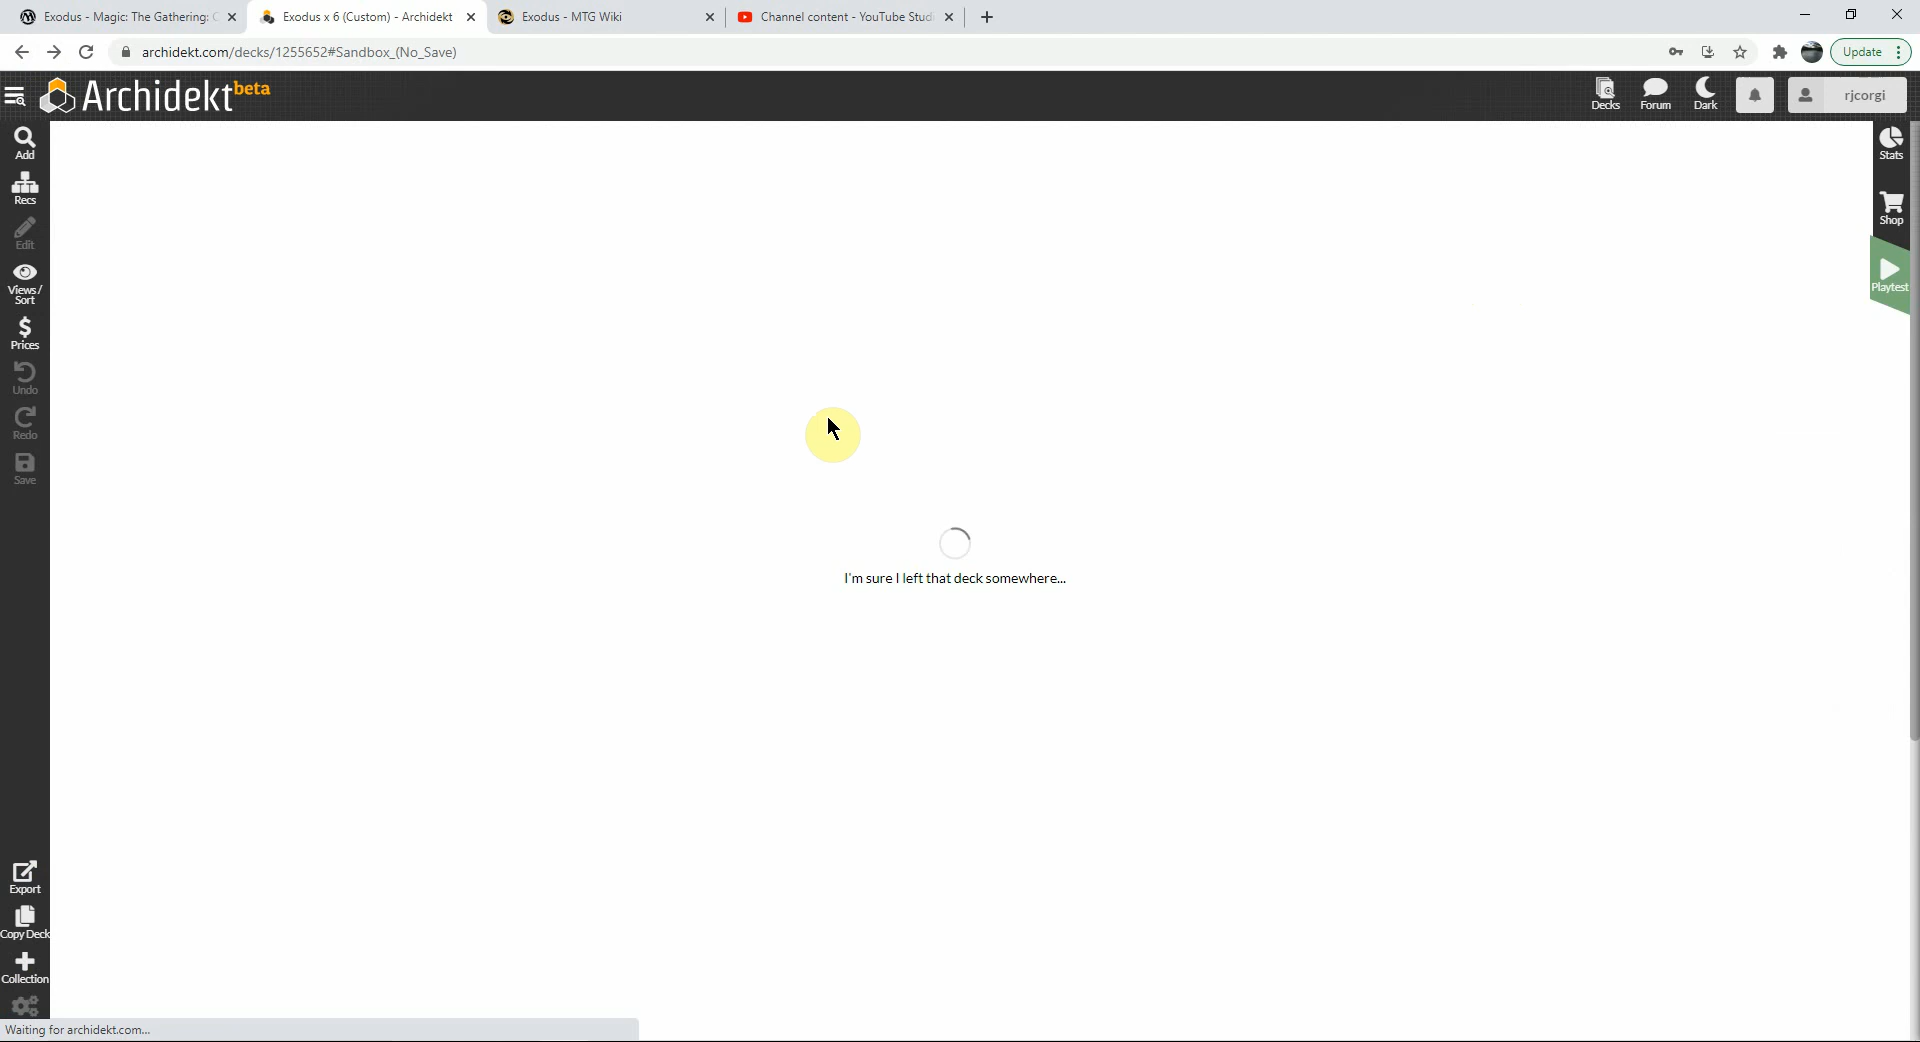 Exodus - Magic: The Gathering: C
Exodus x 6 (Custom) - Archidekt
Exodus - MTG Wiki
Channel content - YouTube Stud
archidekt.com/decks/1255652#Sandbox_(No_Save)
Update
Archidekt beta
Decks
Forum
Dark
rjcorgi
Add
Recs
Edit
Views/
Sort
Prices
Undo
Redo
Save
Stats
Shop
Playtest
I'm sure I left that deck somewhere...
Export
Copy Deck
Collection
Waiting for archidekt.com...